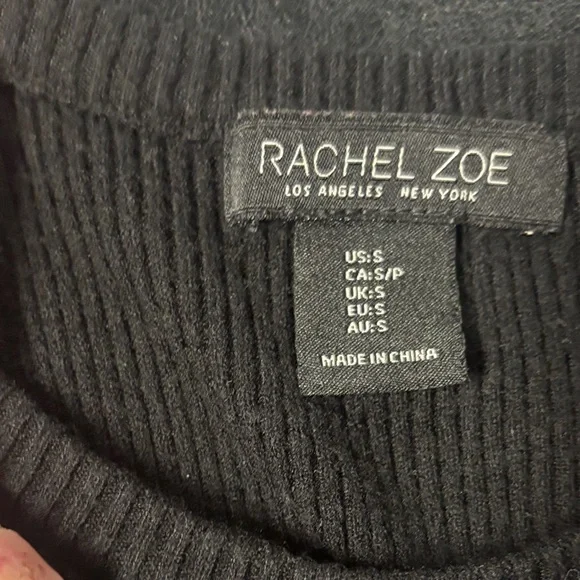 RACHEL ZOE
LOS ANGELES NEW YORK
US:S
CA:S/P
UK:S
EU:S
AU:S
MADE IN CHINA